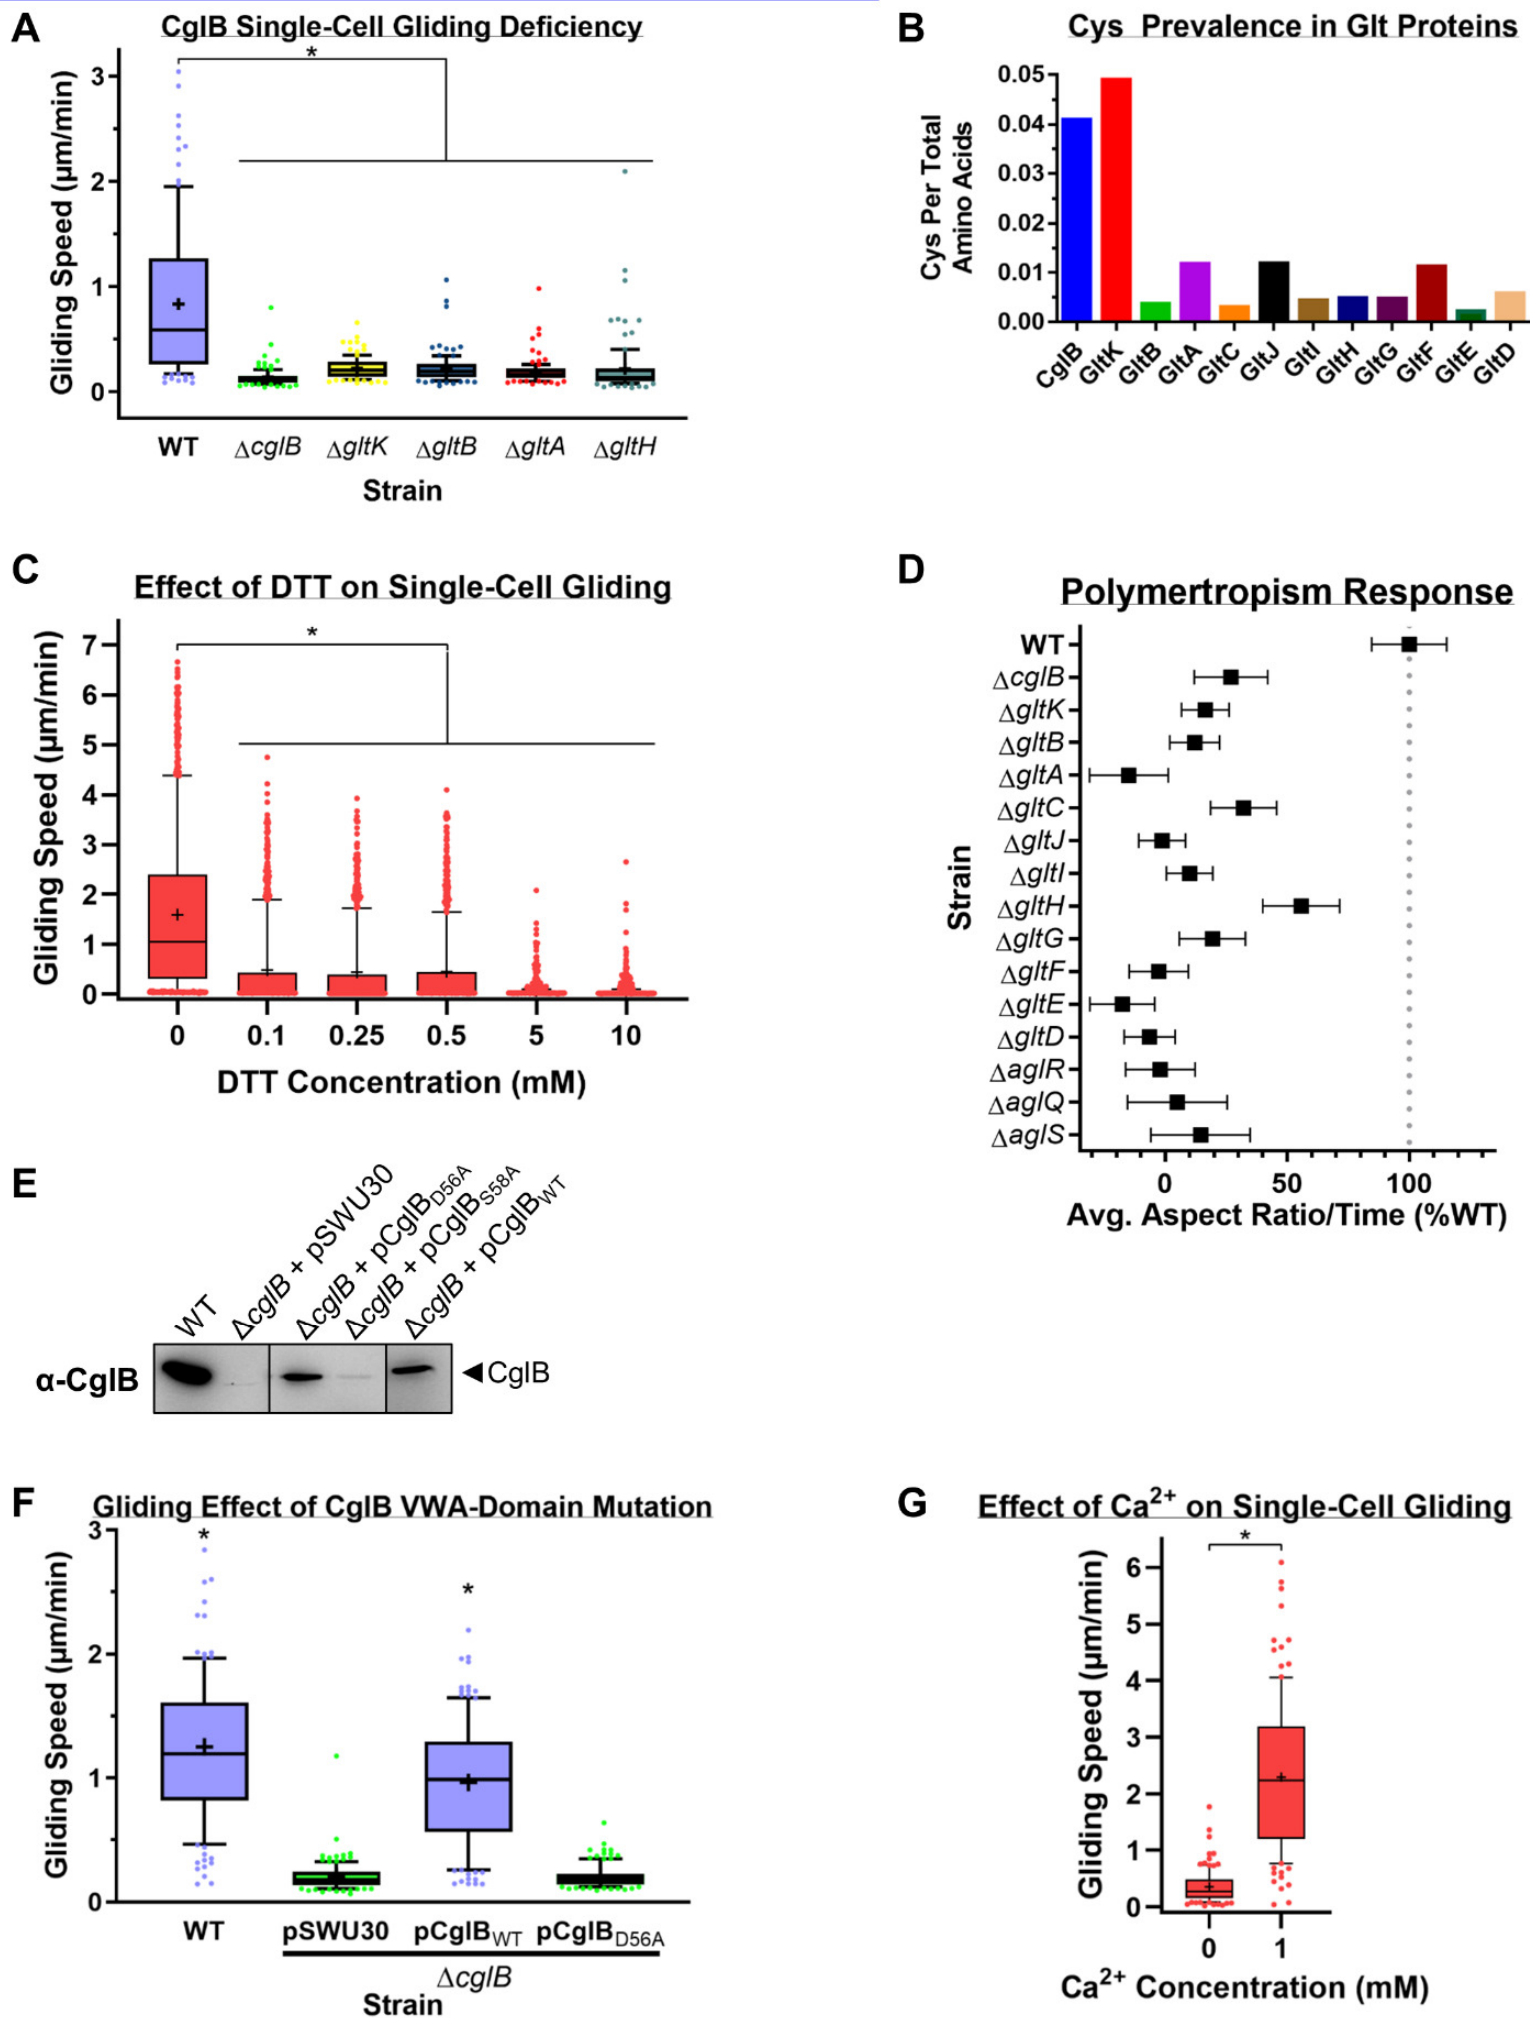 A
CglB Single-Cell Gliding Deficiency
*
Gliding Speed (µm/min)
3
2
1
0
WT ΔcglB ΔgltK ΔgltB ΔgltA ΔgltH
Strain
B
Cys Prevalence in Glt Proteins
Cys Per Total
Amino Acids
0.05
0.04
0.03
0.02
0.01
0.00
CglB GltK GltB GltA GltC GltJ GltI GltH GltG GltF GltE GltD
C
Effect of DTT on Single-Cell Gliding
*
Gliding Speed (µm/min)
7
6
5
4
3
2
1
0
0 0.1 0.25 0.5 5 10
DTT Concentration (mM)
D
Polymertropism Response
Strain
WT
ΔcglB
ΔgltK
ΔgltB
ΔgltA
ΔgltC
ΔgltJ
ΔgltI
ΔgltH
ΔgltG
ΔgltF
ΔgltE
ΔgltD
ΔaglR
ΔaglQ
ΔaglS
0 50 100
Avg. Aspect Ratio/Time (%WT)
E
WT
ΔcglB + pSWU30
ΔcglB + pCglB_D56A
ΔcglB + pCglB_S58A
ΔcglB + pCglB_WT
α-CglB
◄CglB
F
Gliding Effect of CglB VWA-Domain Mutation
* *
Gliding Speed (µm/min)
3
2
1
0
WT pSWU30 pCglB_WT pCglB_D56A
ΔcglB
Strain
G
Effect of Ca²⁺ on Single-Cell Gliding
*
Gliding Speed (µm/min)
6
5
4
3
2
1
0
0 1
Ca²⁺ Concentration (mM)